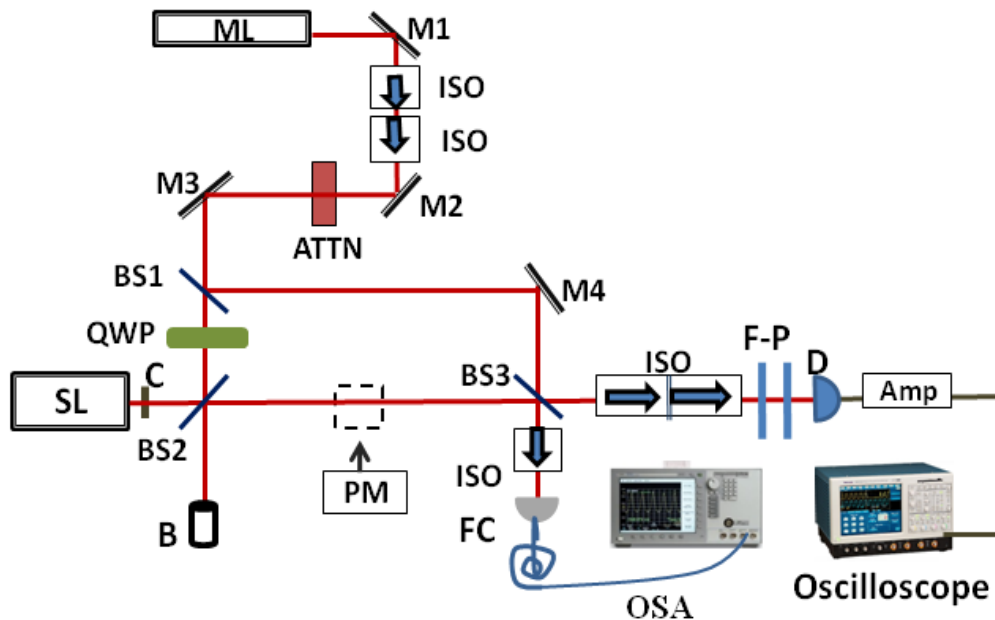 ML
M1
ISO
ISO
M3
M2
ATTN
BS1
M4
QWP
F-P
C
BS3
ISO
D
SL
Amp
BS2
PM
ISO
B
FC
Oscilloscope
OSA